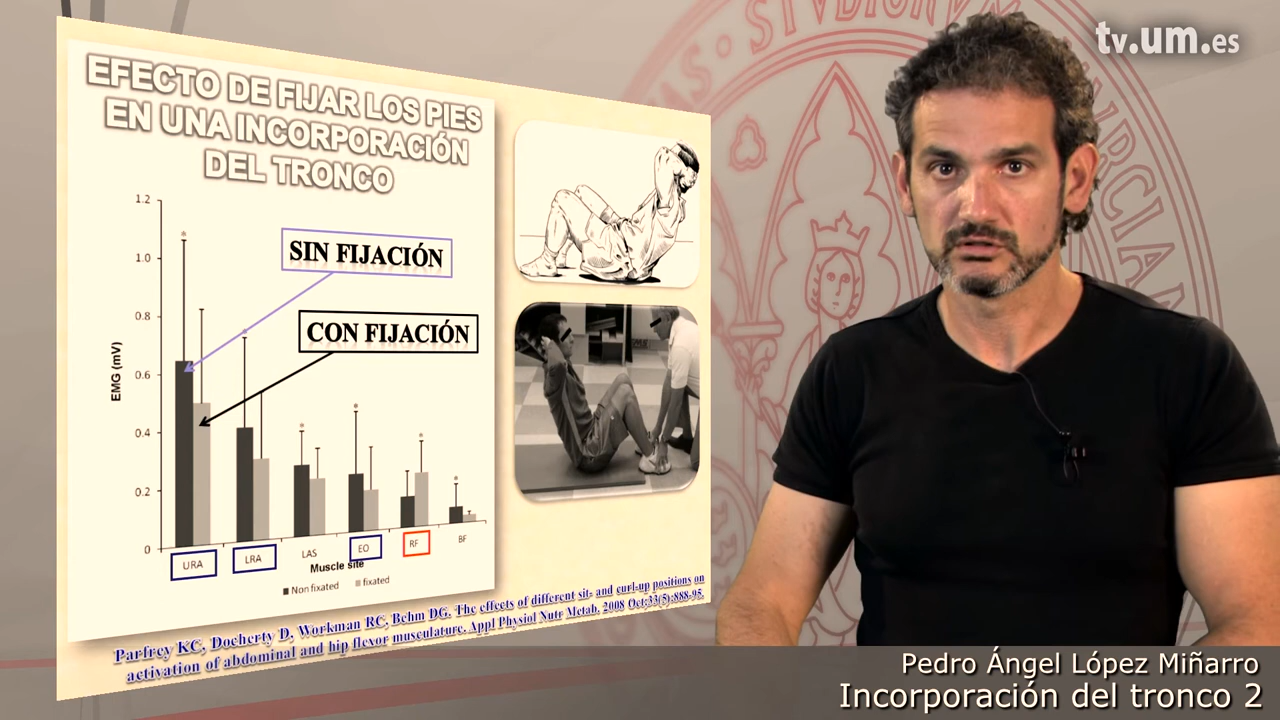 tv.um.es
STVDIORVM
MVRCIANA
EFECTO DE FIJAR LOS PIES
EN UNA INCORPORACIÓN
DEL TRONCO
SIN FIJACIÓN
CON FIJACIÓN
EMG (mV)
1.2
1.0
0.8
0.6
0.4
0.2
0
* * * * * *
URA LRA LAS EO RF BF
Muscle site
Non fixated fixated
Parfrey KC, Docherty D, Workman RC, Behm DG. The effects of different sit- and curl-up positions on
activation of abdominal and hip flexor musculature. Appl Physiol Nutr Metab. 2008 Oct;33(5):888-95.
Pedro Ángel López Miñarro
Incorporación del tronco 2